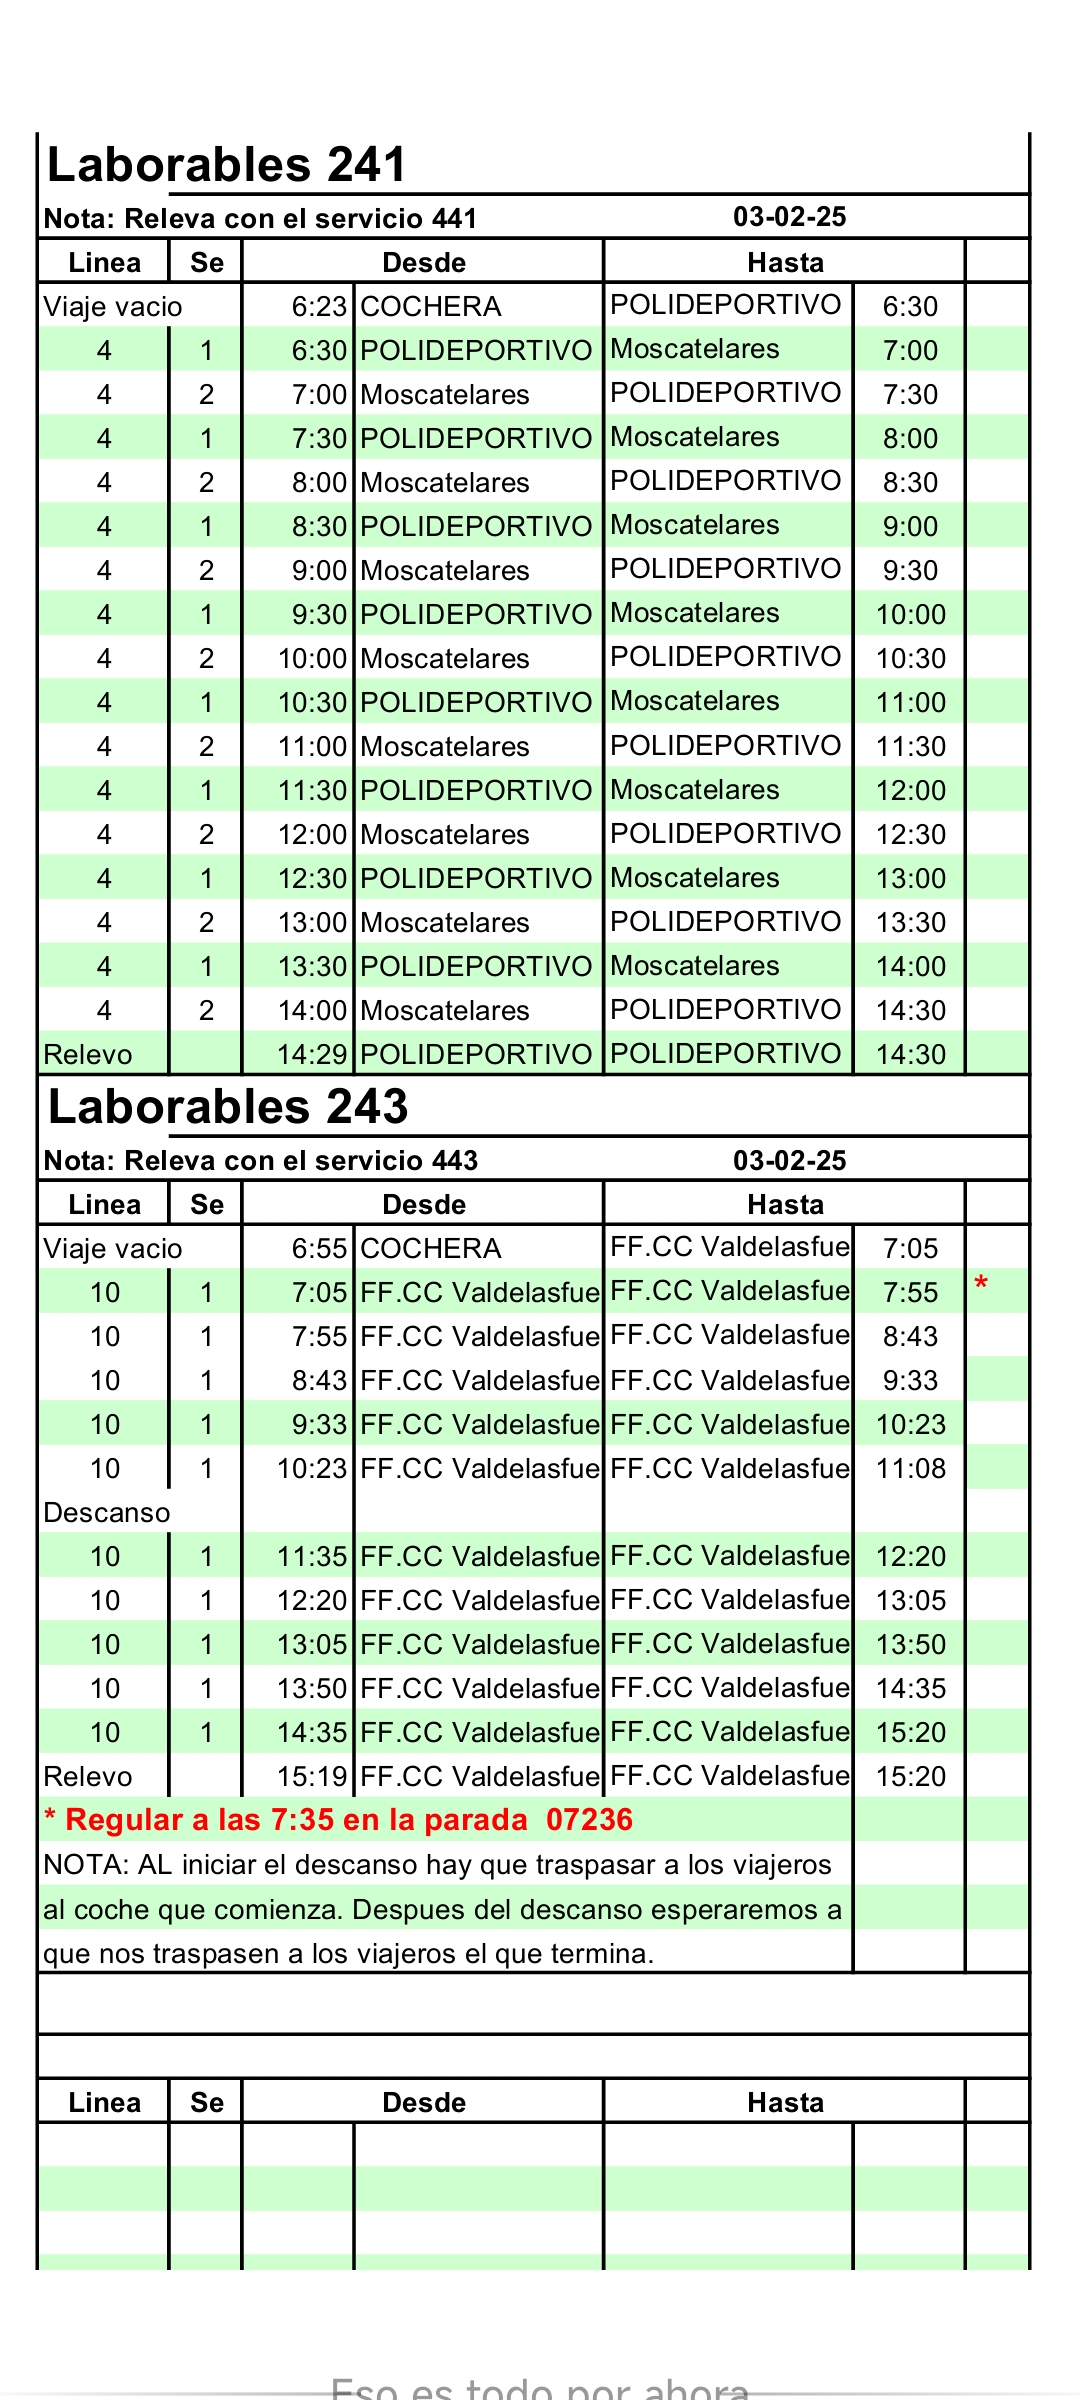 Laborables 241
Nota: Releva con el servicio 441 03-02-25
Linea Se Desde Hasta
Viaje vacio 6:23 COCHERA POLIDEPORTIVO 6:30
4 1 6:30 POLIDEPORTIVO Moscatelares 7:00
4 2 7:00 Moscatelares POLIDEPORTIVO 7:30
4 1 7:30 POLIDEPORTIVO Moscatelares 8:00
4 2 8:00 Moscatelares POLIDEPORTIVO 8:30
4 1 8:30 POLIDEPORTIVO Moscatelares 9:00
4 2 9:00 Moscatelares POLIDEPORTIVO 9:30
4 1 9:30 POLIDEPORTIVO Moscatelares 10:00
4 2 10:00 Moscatelares POLIDEPORTIVO 10:30
4 1 10:30 POLIDEPORTIVO Moscatelares 11:00
4 2 11:00 Moscatelares POLIDEPORTIVO 11:30
4 1 11:30 POLIDEPORTIVO Moscatelares 12:00
4 2 12:00 Moscatelares POLIDEPORTIVO 12:30
4 1 12:30 POLIDEPORTIVO Moscatelares 13:00
4 2 13:00 Moscatelares POLIDEPORTIVO 13:30
4 1 13:30 POLIDEPORTIVO Moscatelares 14:00
4 2 14:00 Moscatelares POLIDEPORTIVO 14:30
Relevo 14:29 POLIDEPORTIVO POLIDEPORTIVO 14:30
Laborables 243
Nota: Releva con el servicio 443 03-02-25
Linea Se Desde Hasta
Viaje vacio 6:55 COCHERA FF.CC Valdelasfue 7:05
10 1 7:05 FF.CC Valdelasfue FF.CC Valdelasfue 7:55 *
10 1 7:55 FF.CC Valdelasfue FF.CC Valdelasfue 8:43
10 1 8:43 FF.CC Valdelasfue FF.CC Valdelasfue 9:33
10 1 9:33 FF.CC Valdelasfue FF.CC Valdelasfue 10:23
10 1 10:23 FF.CC Valdelasfue FF.CC Valdelasfue 11:08
Descanso
10 1 11:35 FF.CC Valdelasfue FF.CC Valdelasfue 12:20
10 1 12:20 FF.CC Valdelasfue FF.CC Valdelasfue 13:05
10 1 13:05 FF.CC Valdelasfue FF.CC Valdelasfue 13:50
10 1 13:50 FF.CC Valdelasfue FF.CC Valdelasfue 14:35
10 1 14:35 FF.CC Valdelasfue FF.CC Valdelasfue 15:20
Relevo 15:19 FF.CC Valdelasfue FF.CC Valdelasfue 15:20
* Regular a las 7:35 en la parada 07236
NOTA: AL iniciar el descanso hay que traspasar a los viajeros
al coche que comienza. Despues del descanso esperaremos a
que nos traspasen a los viajeros el que termina.
Linea Se Desde Hasta
Eso es todo por ahora